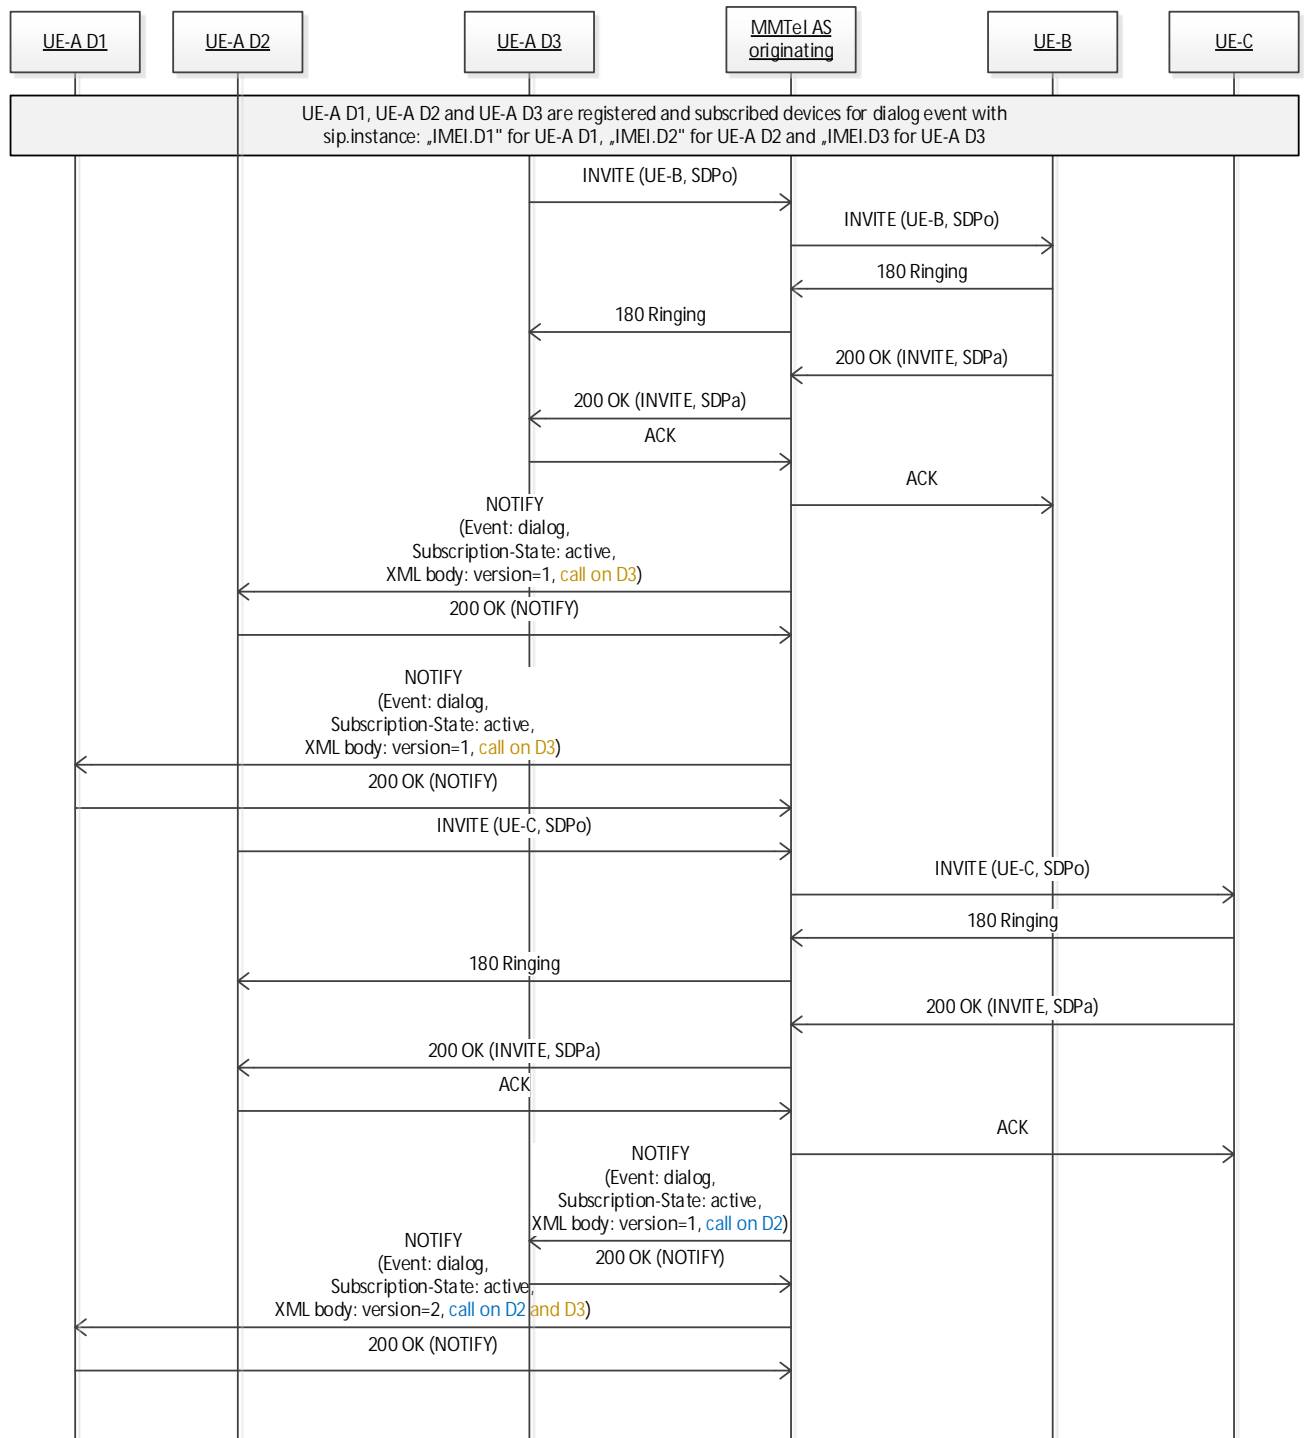 UE-A D1
UE-A D2
UE-A D3
MMTel AS
originating
UE-B
UE-C
UE-A D1, UE-A D2 and UE-A D3 are registered and subscribed devices for dialog event with
sip.instance: „IMEI.D1" for UE-A D1, „IMEI.D2" for UE-A D2 and „IMEI.D3 for UE-A D3
INVITE (UE-B, SDPo)
INVITE (UE-B, SDPo)
180 Ringing
180 Ringing
200 OK (INVITE, SDPa)
200 OK (INVITE, SDPa)
ACK
ACK
NOTIFY
(Event: dialog,
Subscription-State: active,
XML body: version=1, call on D3)
200 OK (NOTIFY)
NOTIFY
(Event: dialog,
Subscription-State: active,
XML body: version=1, call on D3)
200 OK (NOTIFY)
INVITE (UE-C, SDPo)
INVITE (UE-C, SDPo)
180 Ringing
180 Ringing
200 OK (INVITE, SDPa)
200 OK (INVITE, SDPa)
ACK
ACK
NOTIFY
(Event: dialog,
Subscription-State: active,
XML body: version=1, call on D2)
200 OK (NOTIFY)
NOTIFY
(Event: dialog,
Subscription-State: active,
XML body: version=2, call on D2 and D3)
200 OK (NOTIFY)